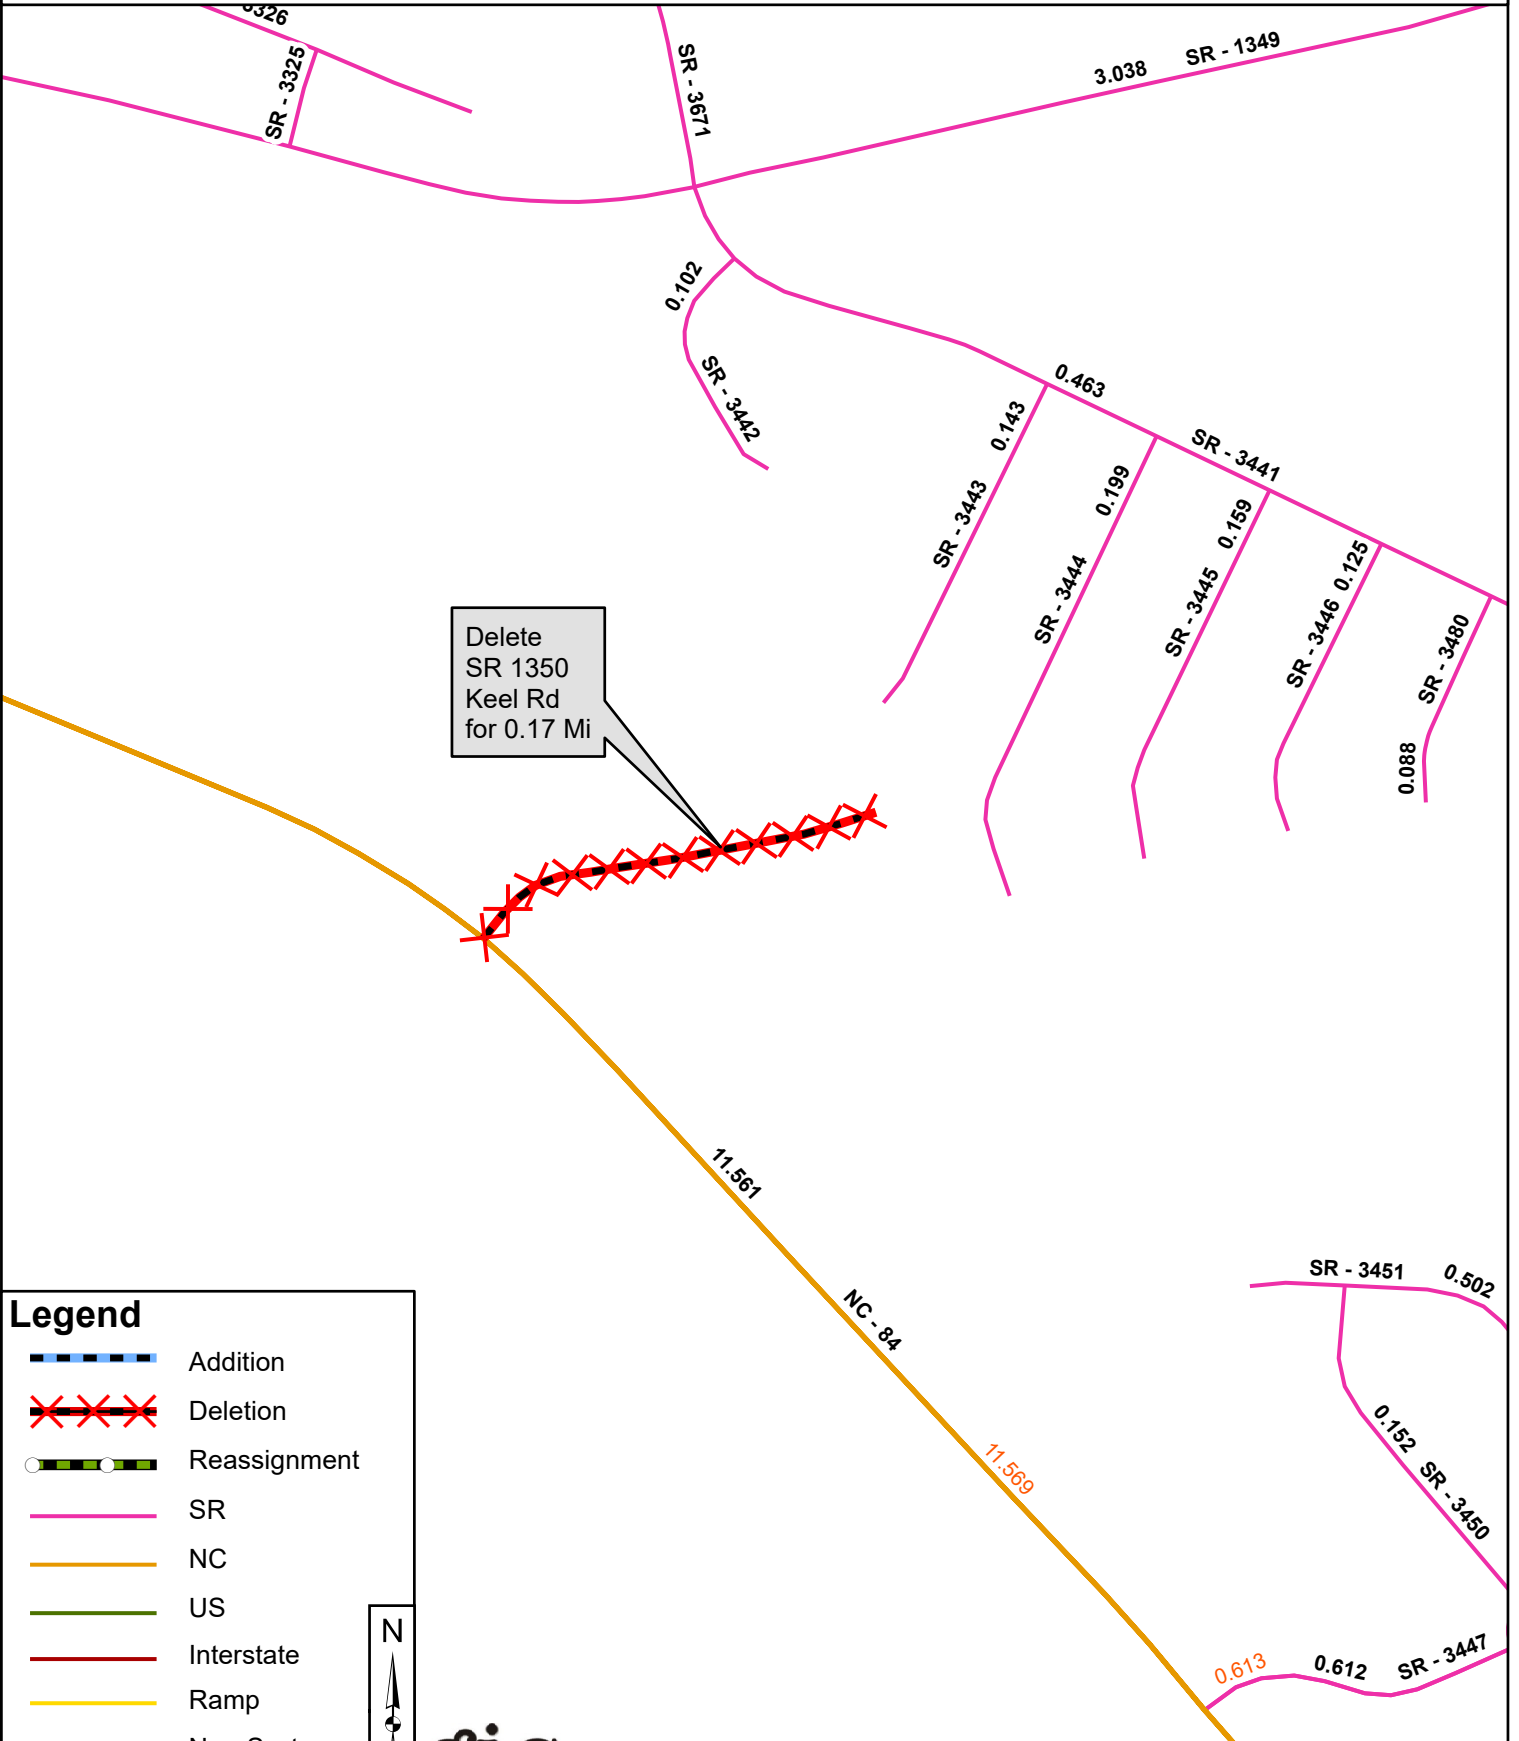 SR - 3325
SR - 3671
3.038
SR - 1349
0.102
SR - 3442
0.463
SR - 3441
0.143
SR - 3443
0.199
SR - 3444
0.159
SR - 3445
0.125
SR - 3446
SR - 3480
0.088
Delete
SR 1350
Keel Rd
for 0.17 Mi
11.561
NC - 84
11.569
SR - 3451
0.502
0.152
SR - 3450
0.613
0.612
SR - 3447
Legend
Addition
Deletion
Reassignment
SR
NC
US
Interstate
Ramp
N